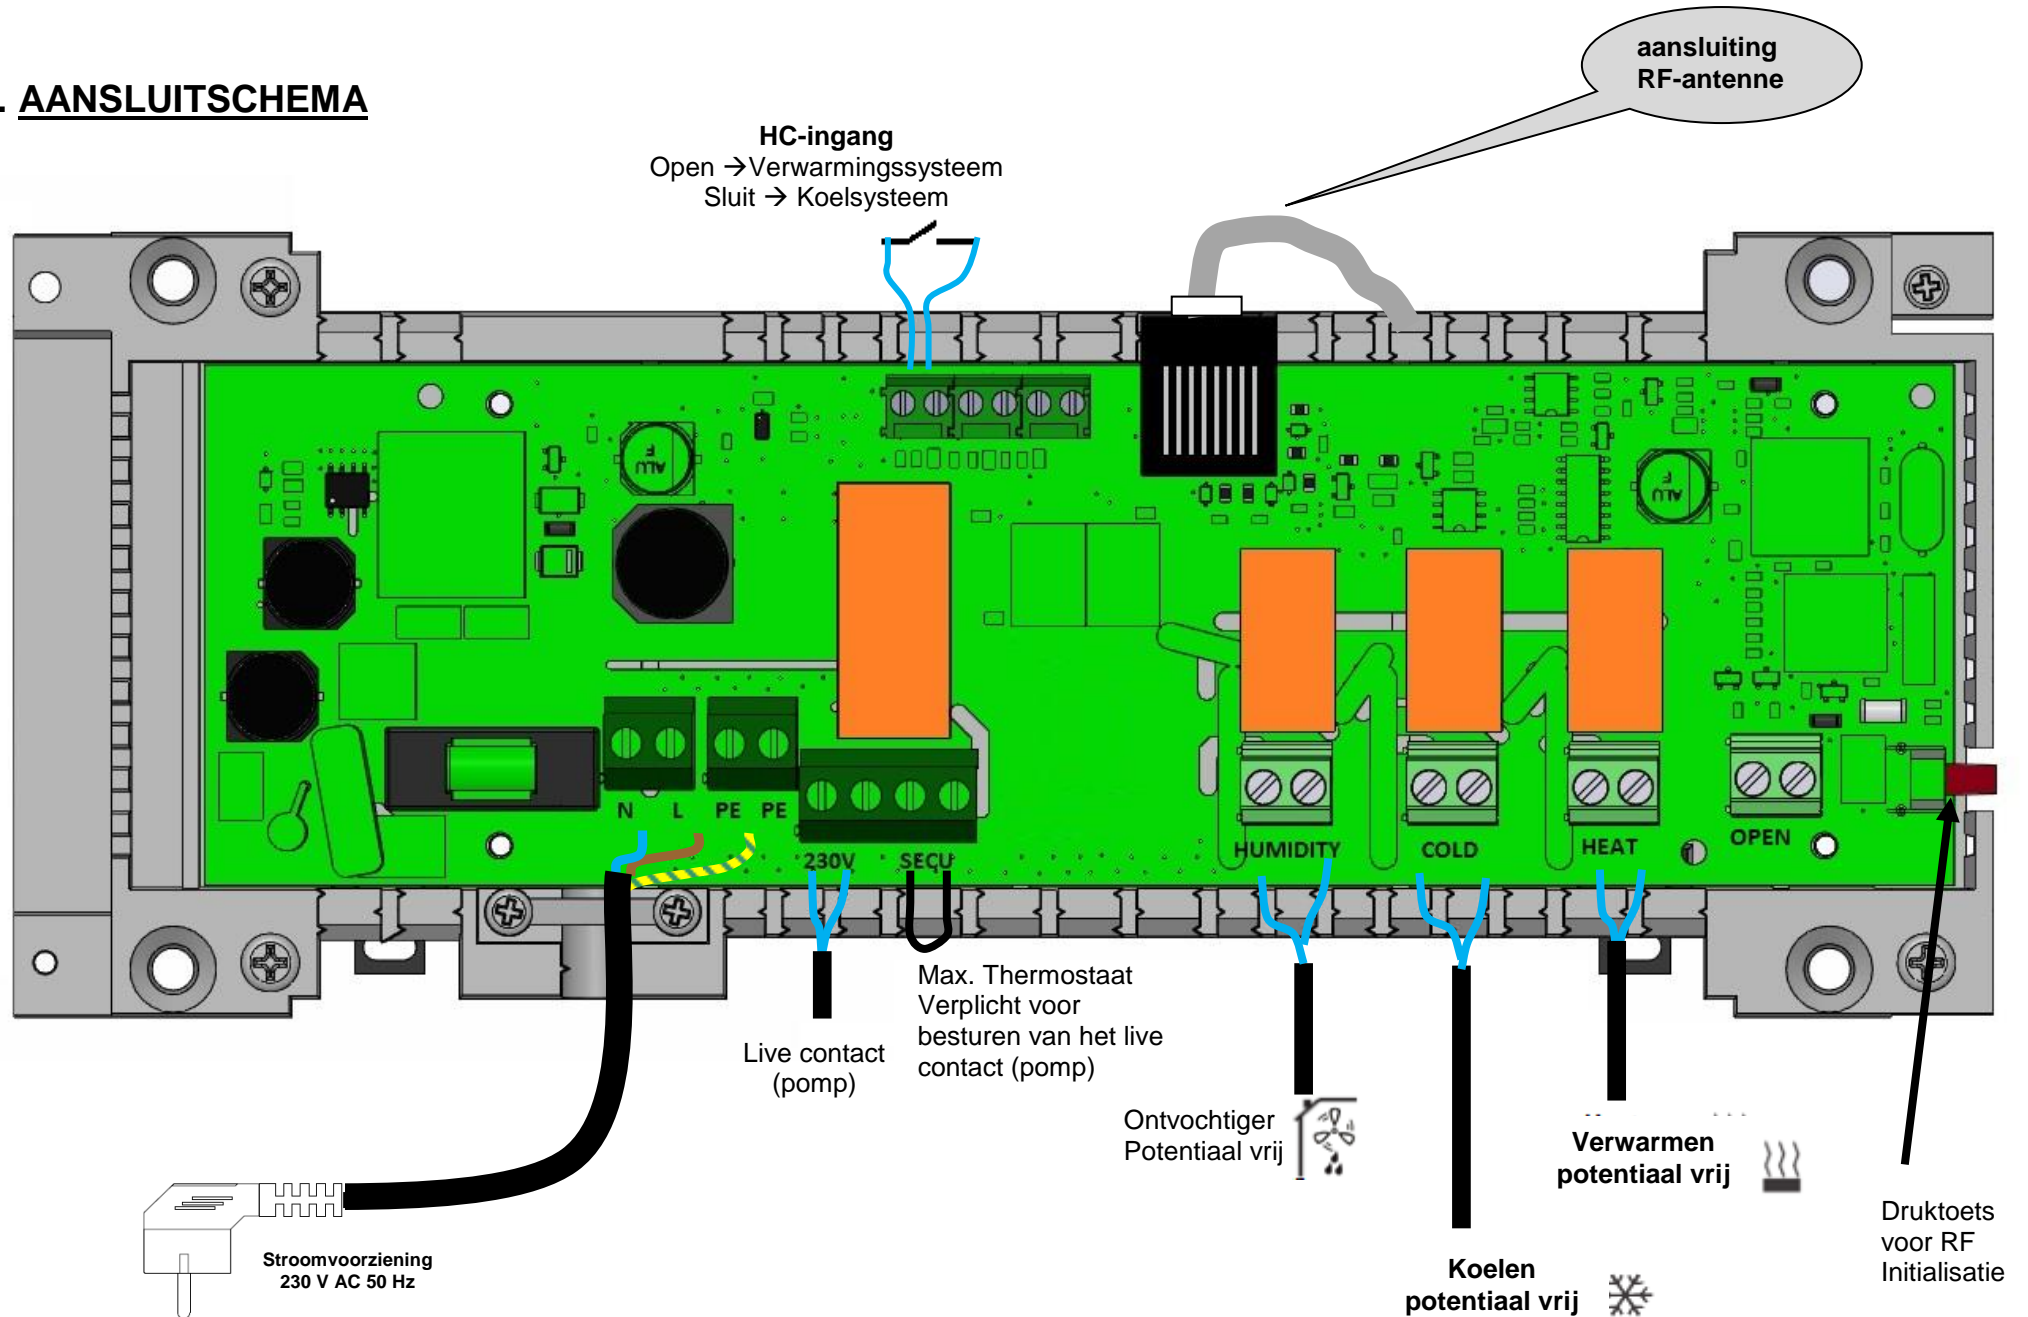 . AANSLUITSCHEMA
aansluiting
RF-antenne
HC-ingang
Open →Verwarmingssysteem
Sluit → Koelsysteem
ALU
F
ALU
F
N L PE PE
230V SECU
HUMIDITY
COLD
HEAT
OPEN
Live contact
(pomp)
Max. Thermostaat
Verplicht voor
besturen van het live
contact (pomp)
Ontvochtiger
Potentiaal vrij
Verwarmen
potentiaal vrij
Koelen
potentiaal vrij
Druktoets
voor RF
Initialisatie
Stroomvoorziening
230 V AC 50 Hz